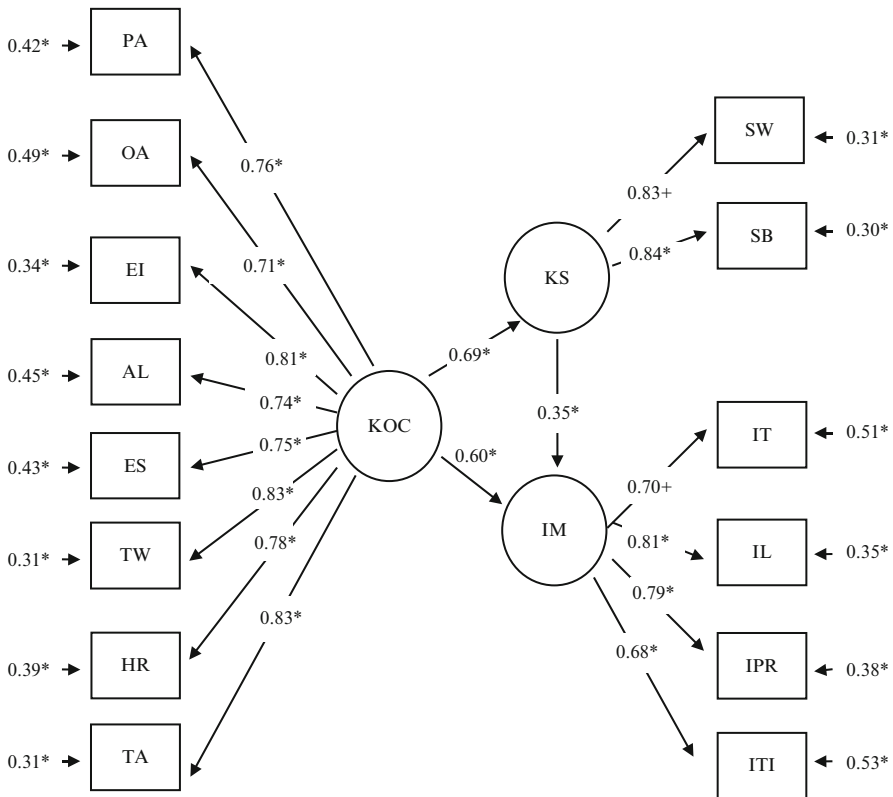 0.42* PA
0.49* OA
0.34* EI
0.45* AL
0.43* ES
0.31* TW
0.39* HR
0.31* TA
0.76*
0.71*
0.81*
0.74*
0.75*
0.83*
0.78*
0.83*
KOC
0.69*
0.60*
KS
0.35*
IM
0.83+
0.84*
0.70+
0.81*
0.79*
0.68*
SW 0.31*
SB 0.30*
IT 0.51*
IL 0.35*
IPR 0.38*
ITI 0.53*